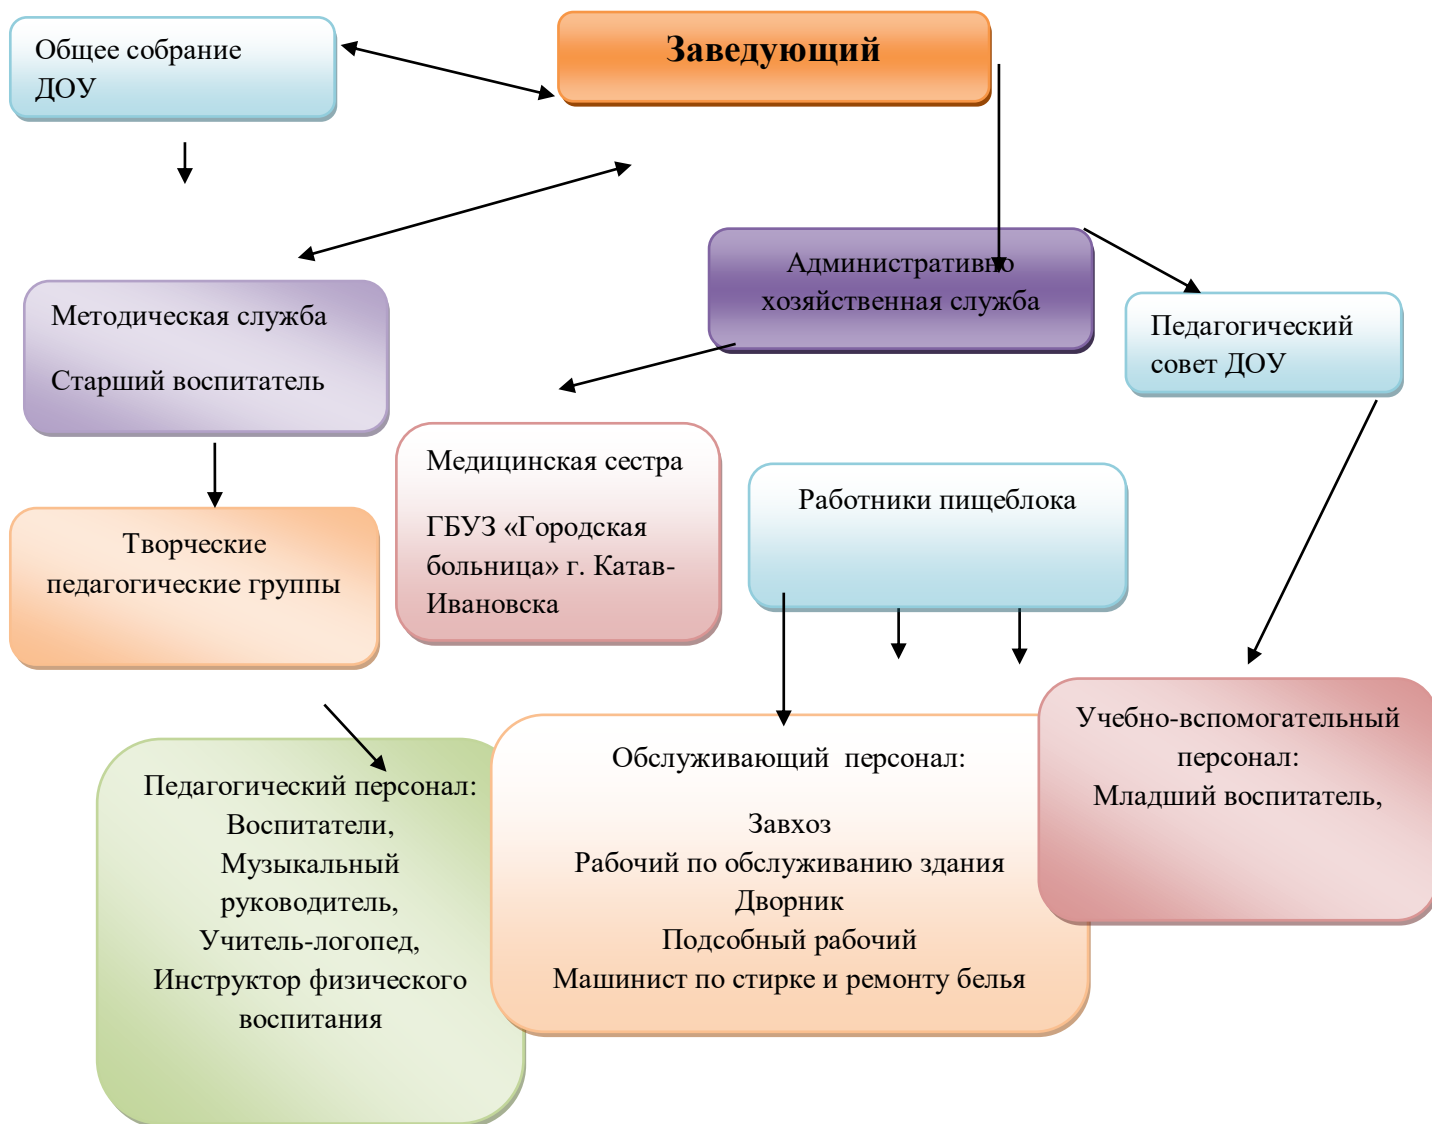 Общее собрание
ДОУ
Заведующий
Административно
хозяйственная служба
Методическая служба
Старший воспитатель
Педагогический
совет ДОУ
Медицинская сестра
ГБУЗ «Городская
больница» г. Катав-
Ивановска
Работники пищеблока
Творческие
педагогические группы
Педагогический персонал:
Воспитатели,
Музыкальный
руководитель,
Учитель-логопед,
Инструктор физического
воспитания
Обслуживающий персонал:
Завхоз
Рабочий по обслуживанию здания
Дворник
Подсобный рабочий
Машинист по стирке и ремонту белья
Учебно-вспомогательный
персонал:
Младший воспитатель,